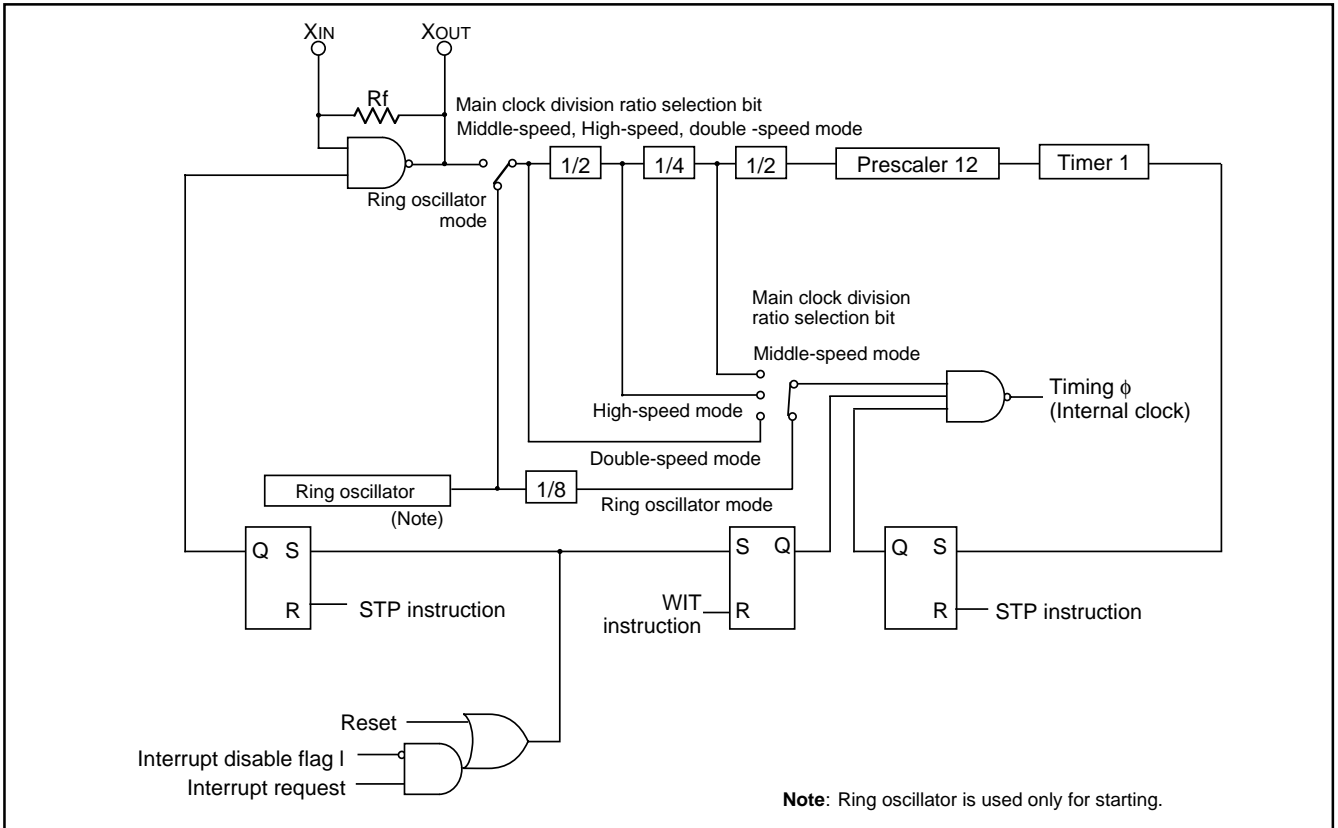 XIN
XOUT
Rf
Main clock division ratio selection bit
Middle-speed, High-speed, double -speed mode
1/2
1/4
1/2
Prescaler 12
Timer 1
Ring oscillator
mode
Main clock division
ratio selection bit
Middle-speed mode
High-speed mode
Timing ϕ
(Internal clock)
Double-speed mode
Ring oscillator
1/8
Ring oscillator mode
(Note)
Q S
S Q
Q S
R
STP instruction
WIT
instruction
R
R
STP instruction
Reset
Interrupt disable flag I
Interrupt request
Note: Ring oscillator is used only for starting.